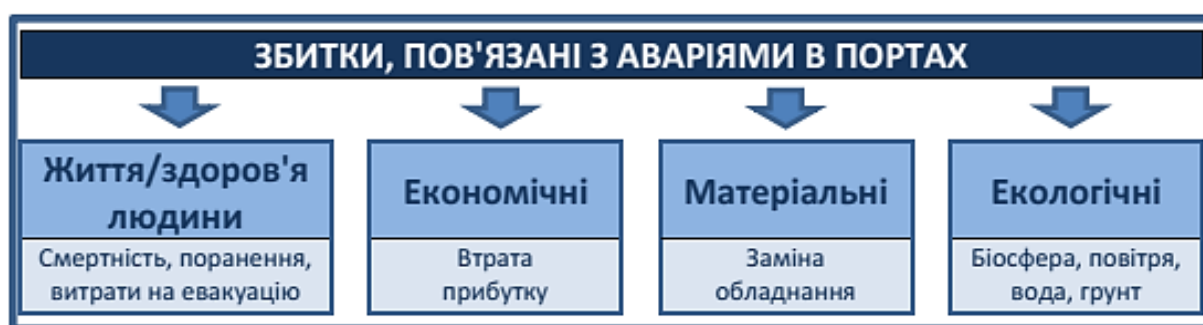 ЗБИТКИ, ПОВ'ЯЗАНІ З АВАРІЯМИ В ПОРТАХ
Життя/здоров'я
людини
Смертність, поранення,
витрати на евакуацію
Економічні
Втрата
прибутку
Матеріальні
Заміна
обладнання
Екологічні
Біосфера, повітря,
вода, грунт